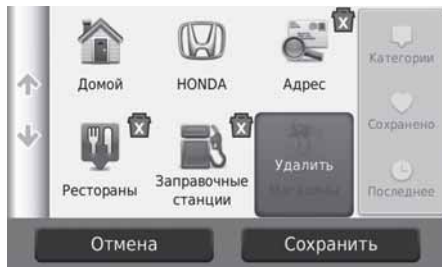 Домой
HONDA
Адрес
Категории
Рестораны
Заправочные
станции
Удалить
Сохранено
Последнее
Отмена
Сохранить